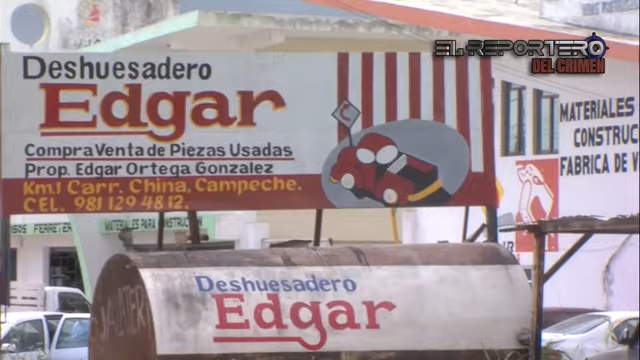 EL REPORTERO
DEL CRIMEN
Deshuesadero
Edgar
Compra Venta de Piezas Usadas
Prop. Edgar Ortega Gonzalez
Km.1 Carr. China, Campeche.
CEL. 981 129 48 12.
C
MATERIALES
CONSTRUC
FABRICA DE V
FERRETER
MATERIALES PARA
Deshuesadero
Edgar